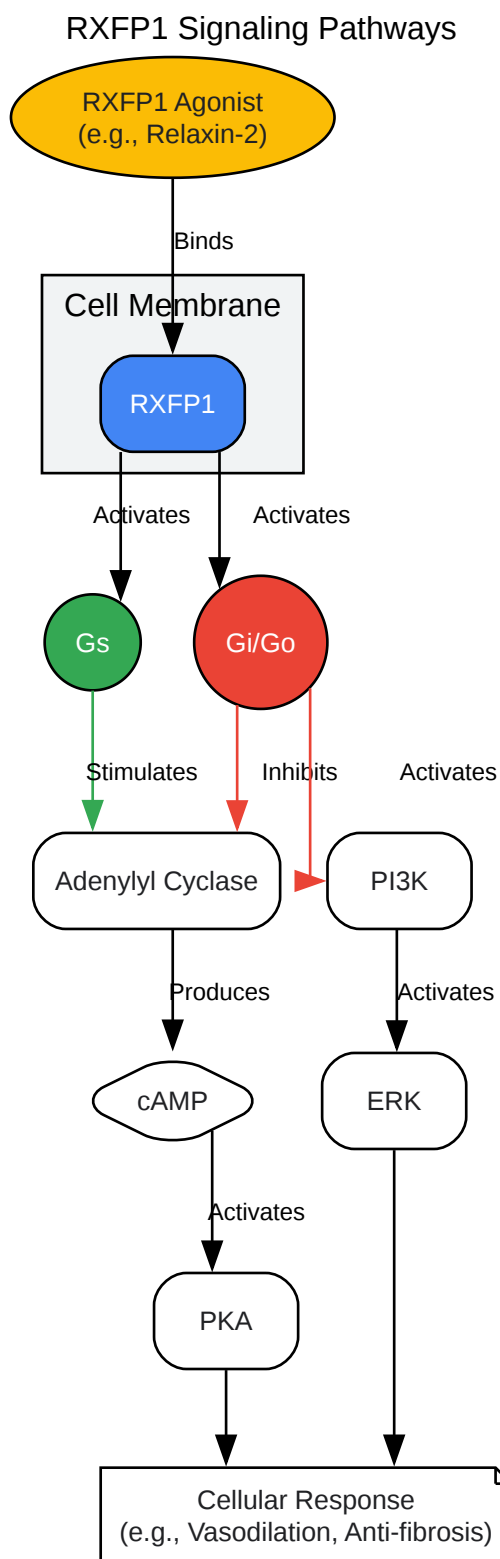 RXFP1 Signaling Pathways
RXFP1 Agonist
(e.g., Relaxin-2)
Binds
Cell Membrane
RXFP1
Activates
Activates
Gs
Gi/Go
Stimulates
Inhibits
Activates
Adenylyl Cyclase
PI3K
Produces
Activates
cAMP
ERK
Activates
PKA
Cellular Response
(e.g., Vasodilation, Anti-fibrosis)